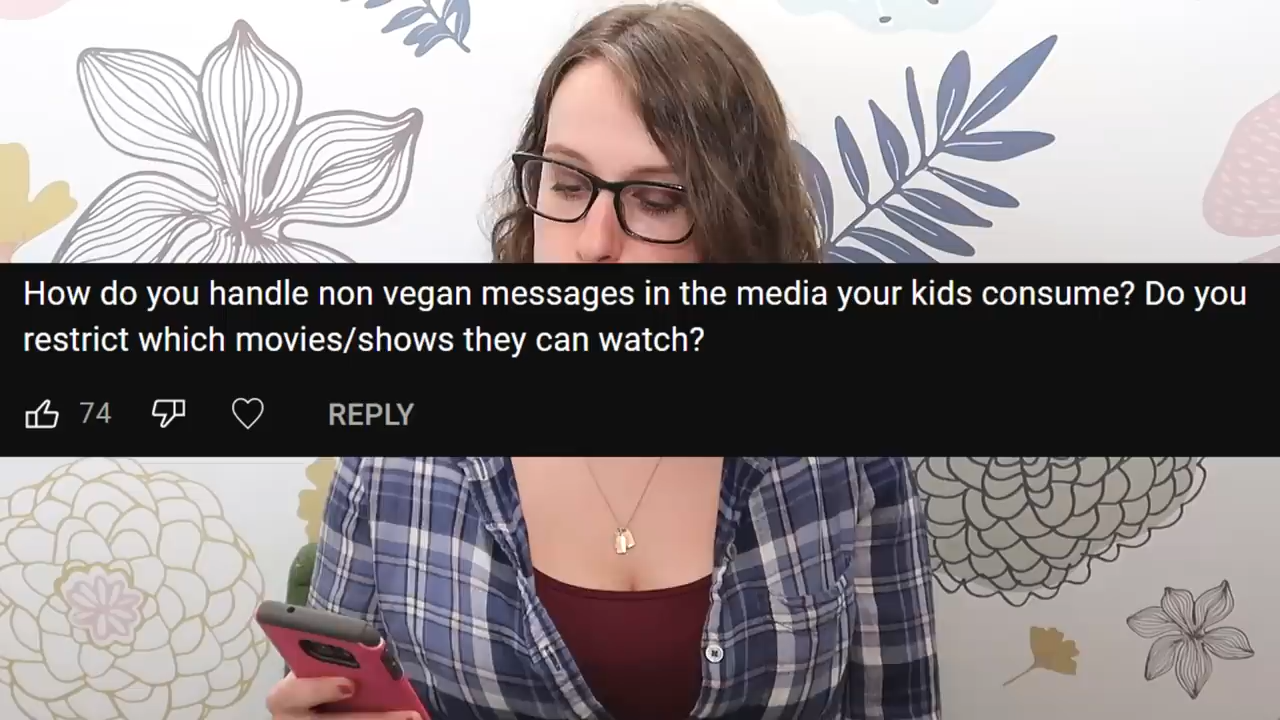 How do you handle non vegan messages in the media your kids consume? Do you
restrict which movies/shows they can watch?
74 REPLY